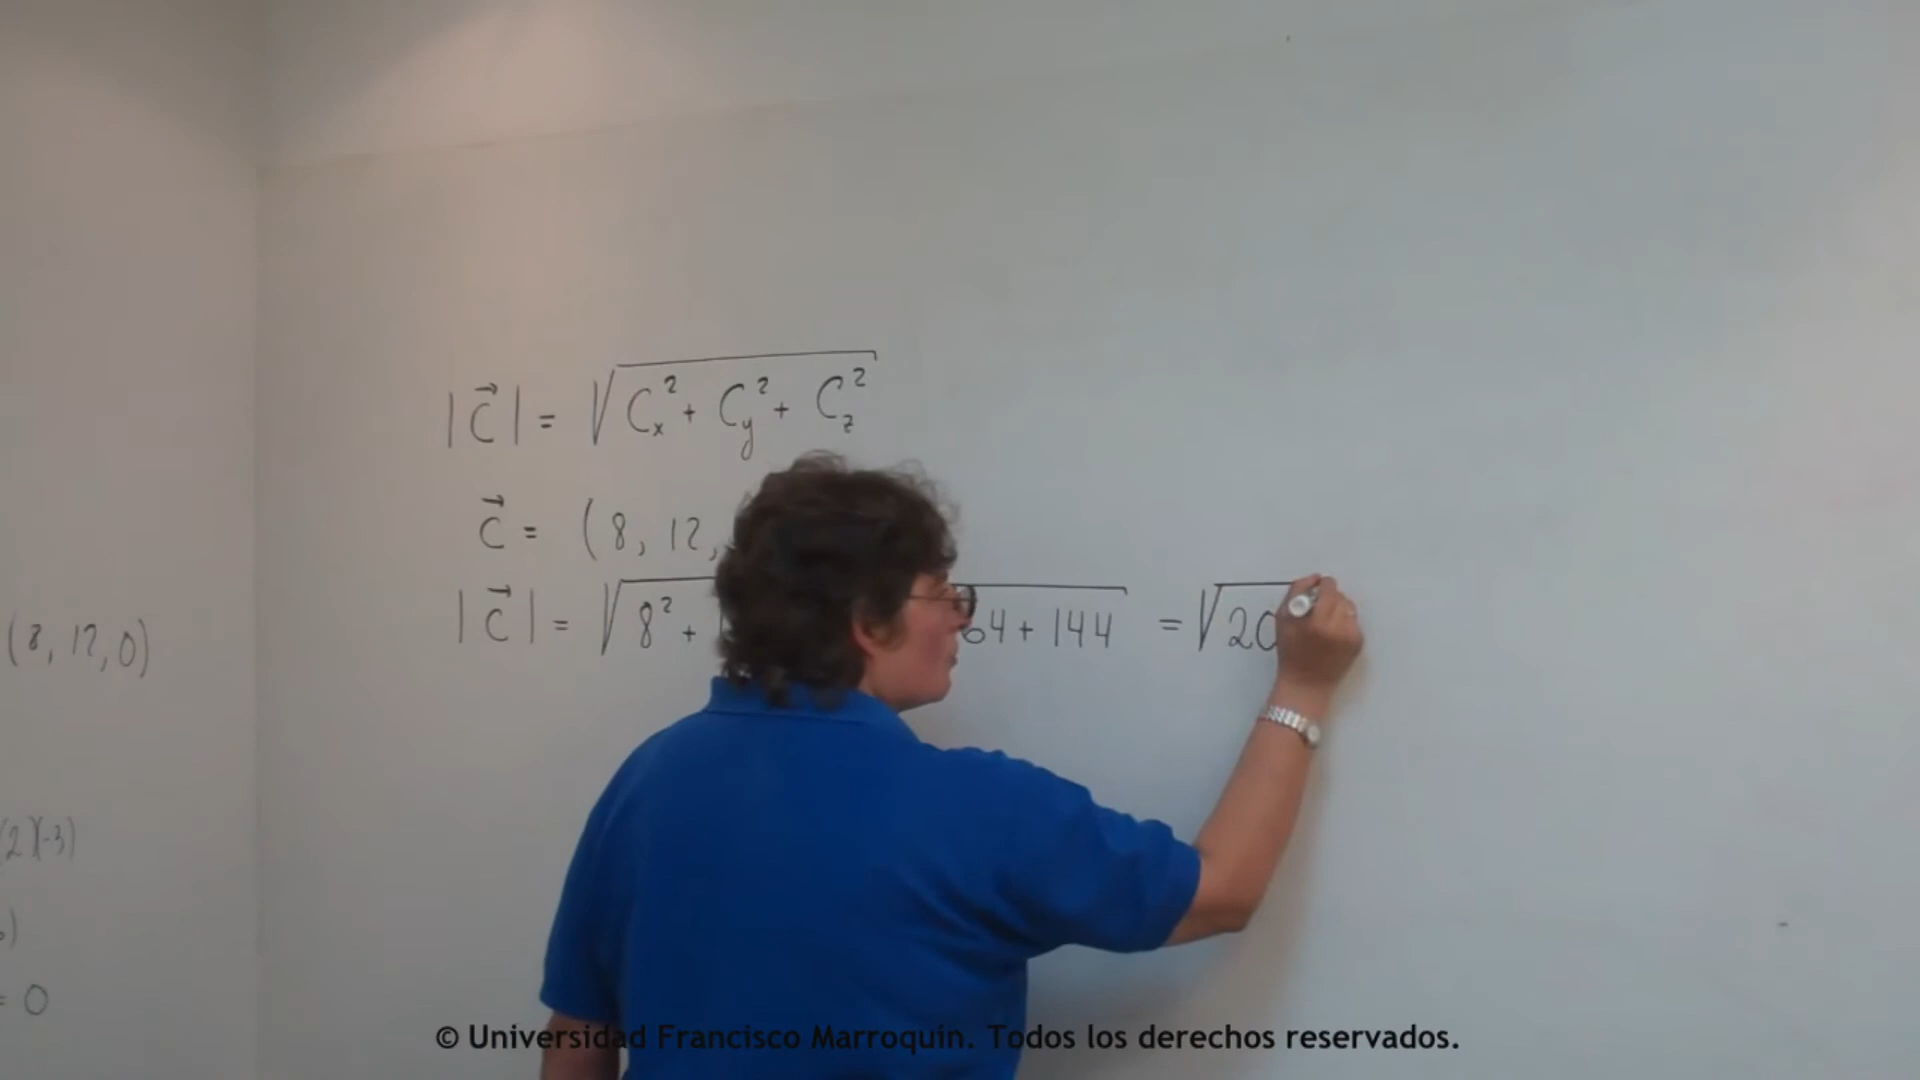 |C⃗| = √(Cx² + Cy² + Cz²)
C⃗ = (8, 12,
|C⃗| = √8² + 64 + 144 = √20
(8, 12, 0)
(2)(-3)
)
= 0
© Universidad Francisco Marroquín. Todos los derechos reservados.